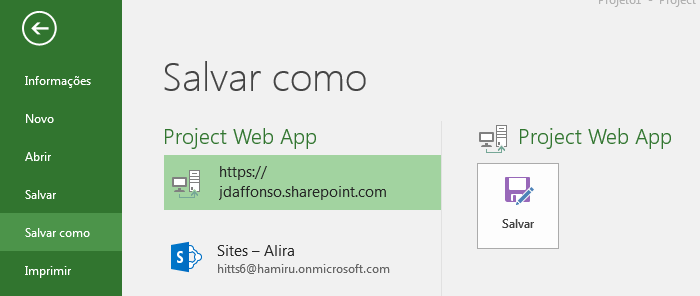 Projeto1 - Project
Informações
Novo
Abrir
Salvar
Salvar como
Imprimir
Salvar como
Project Web App
https://
jdaffonso.sharepoint.com
Sites – Alira
hitts6@hamiru.onmicrosoft.com
Project Web App
Salvar